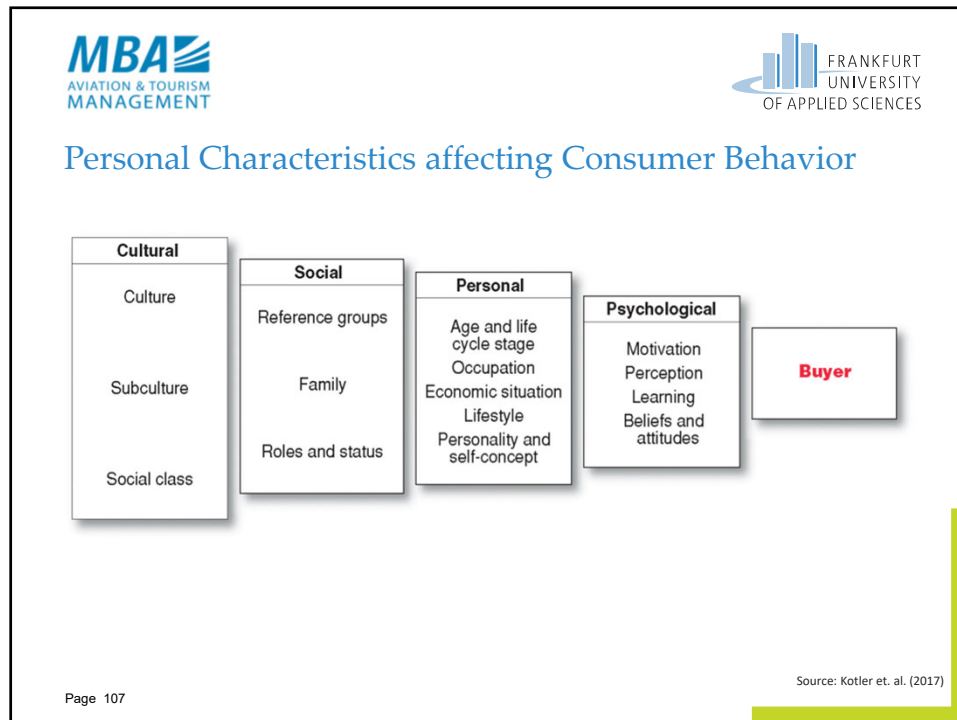 MBA
AVIATION & TOURISM
MANAGEMENT
FRANKFURT
UNIVERSITY
OF APPLIED SCIENCES
Personal Characteristics affecting Consumer Behavior
Cultural
Culture
Subculture
Social class
Social
Reference groups
Family
Roles and status
Personal
Age and life
cycle stage
Occupation
Economic situation
Lifestyle
Personality and
self-concept
Psychological
Motivation
Perception
Learning
Beliefs and
attitudes
Buyer
Source: Kotler et. al. (2017)
Page 107